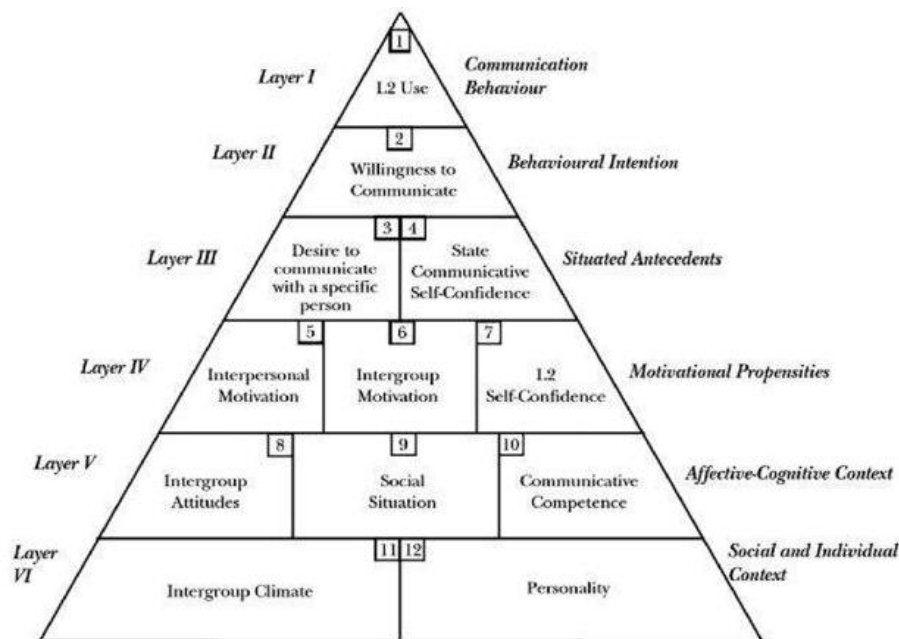 1
Layer I
L2 Use
Communication
Behaviour
2
Layer II
Willingness to
Communicate
Behavioural Intention
3
4
Layer III
Desire to
communicate
with a specific
person
State
Communicative
Self-Confidence
Situated Antecedents
5
6
7
Layer IV
Interpersonal
Motivation
Intergroup
Motivation
L2
Self-Confidence
Motivational Propensities
8
9
10
Layer V
Intergroup
Attitudes
Social
Situation
Communicative
Competence
Affective-Cognitive Context
11
12
Layer
VI
Intergroup Climate
Personality
Social and Individual
Context